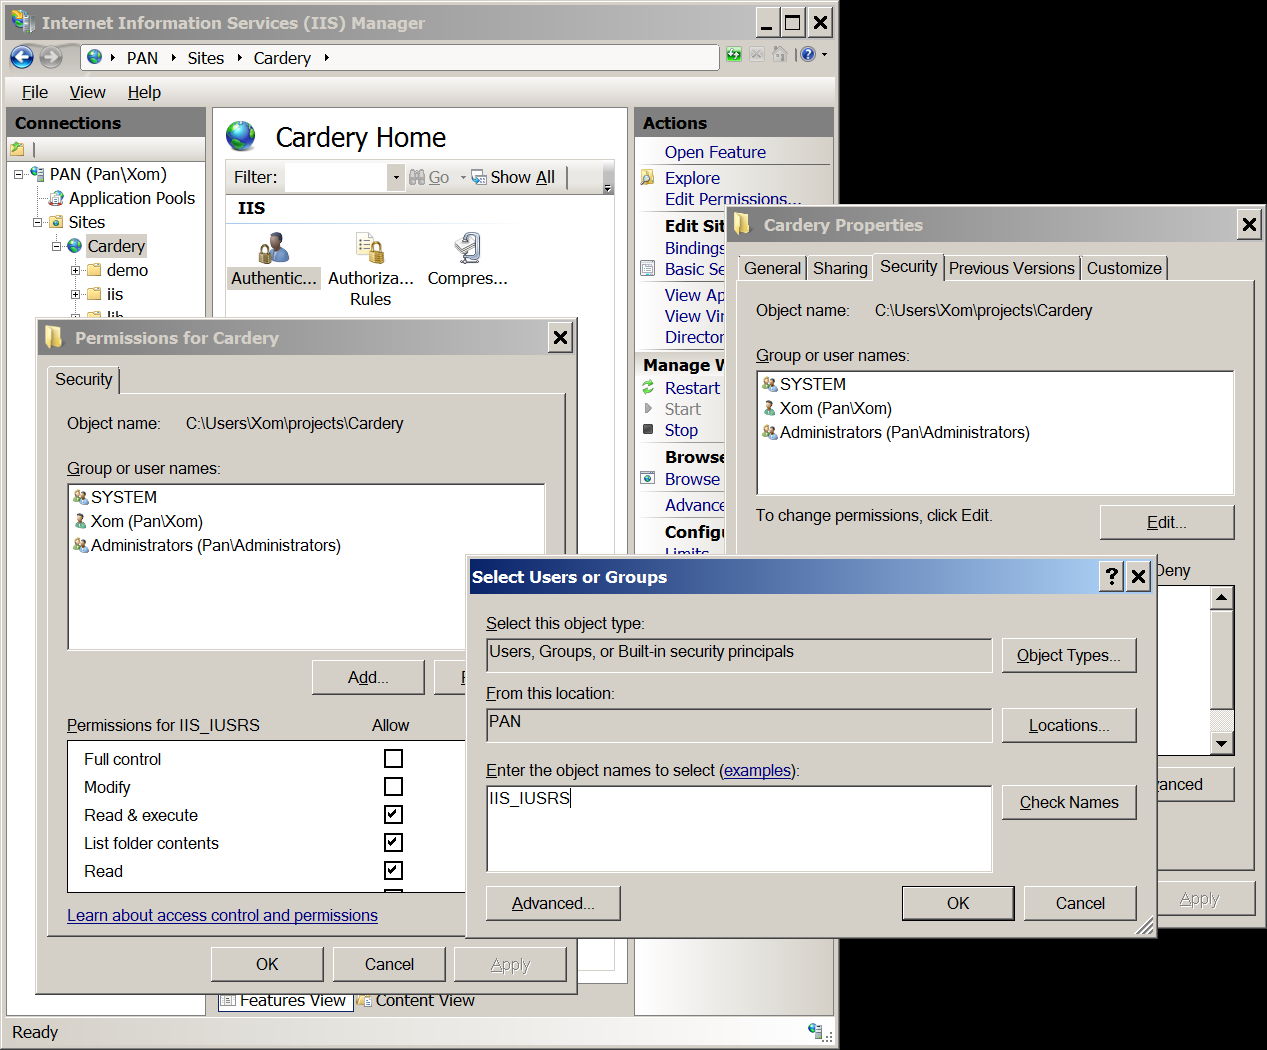 Internet Information Services (IIS) Manager
PAN Sites Cardery
File View Help
Connections
PAN (Pan\Xom)
Application Pools
Sites
Cardery
demo
iis
lib
Cardery Home
Filter: Go Show All
IIS
Authentic... Authoriza... Rules Compres...
Features View Content View
Ready
Actions
Open Feature
Explore
Edit Permissions...
Edit Sit
Bindings
Basic Se
View Ap
View Vir
Director
Manage W
Restart
Start
Stop
Browse
Browse
Advance
Configu
Limits
Cardery Properties
General Sharing Security Previous Versions Customize
Object name: C:\Users\Xom\projects\Cardery
Group or user names:
SYSTEM
Xom (Pan\Xom)
Administrators (Pan\Administrators)
To change permissions, click Edit.
Edit...
Deny
vanced
Apply
Permissions for Cardery
Security
Object name: C:\Users\Xom\projects\Cardery
Group or user names:
SYSTEM
Xom (Pan\Xom)
Administrators (Pan\Administrators)
Add...
Permissions for IIS_IUSRS Allow
Full control
Modify
Read & execute
List folder contents
Read
Learn about access control and permissions
OK Cancel Apply
Select Users or Groups
Select this object type:
Users, Groups, or Built-in security principals
Object Types...
From this location:
PAN
Locations...
Enter the object names to select (examples):
IIS_IUSRS
Check Names
Advanced...
OK Cancel